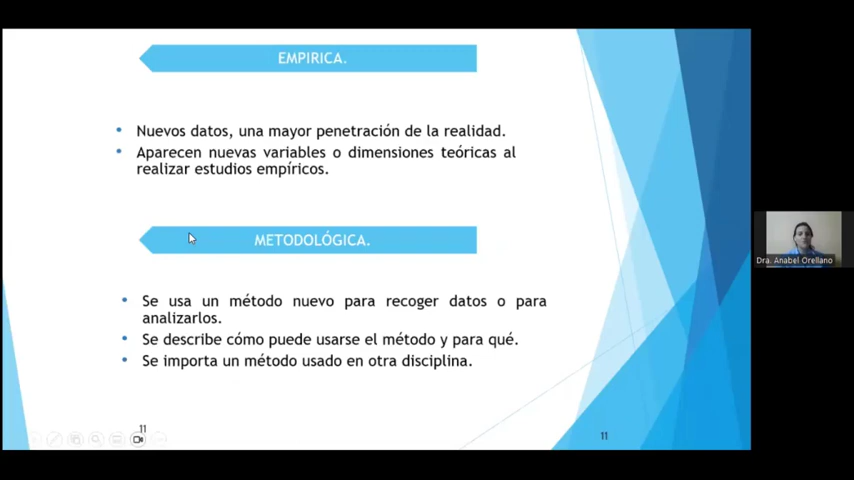 EMPIRICA.
Nuevos datos, una mayor penetración de la realidad.
Aparecen nuevas variables o dimensiones teóricas al
realizar estudios empíricos.
METODOLÓGICA.
Se usa un método nuevo para recoger datos o para
analizarlos.
Se describe cómo puede usarse el método y para qué.
Se importa un método usado en otra disciplina.
11
11
Dra. Anabel Orellano